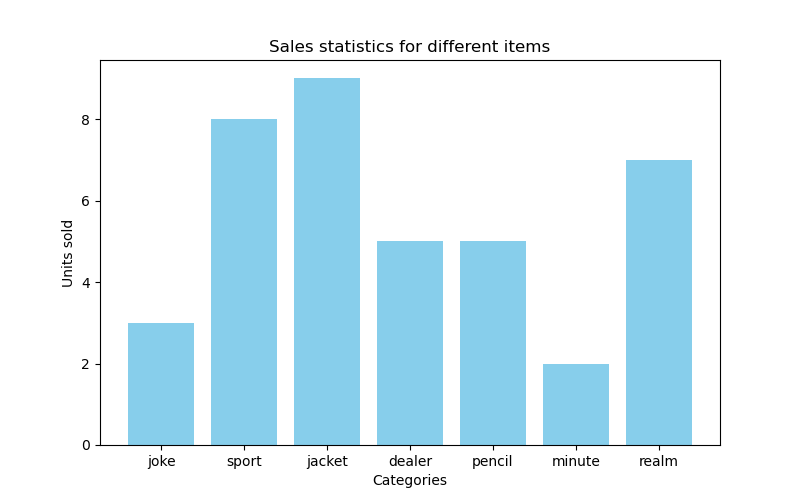 Sales statistics for different items
Units sold
8
6
4
2
0
joke sport jacket dealer pencil minute realm
Categories